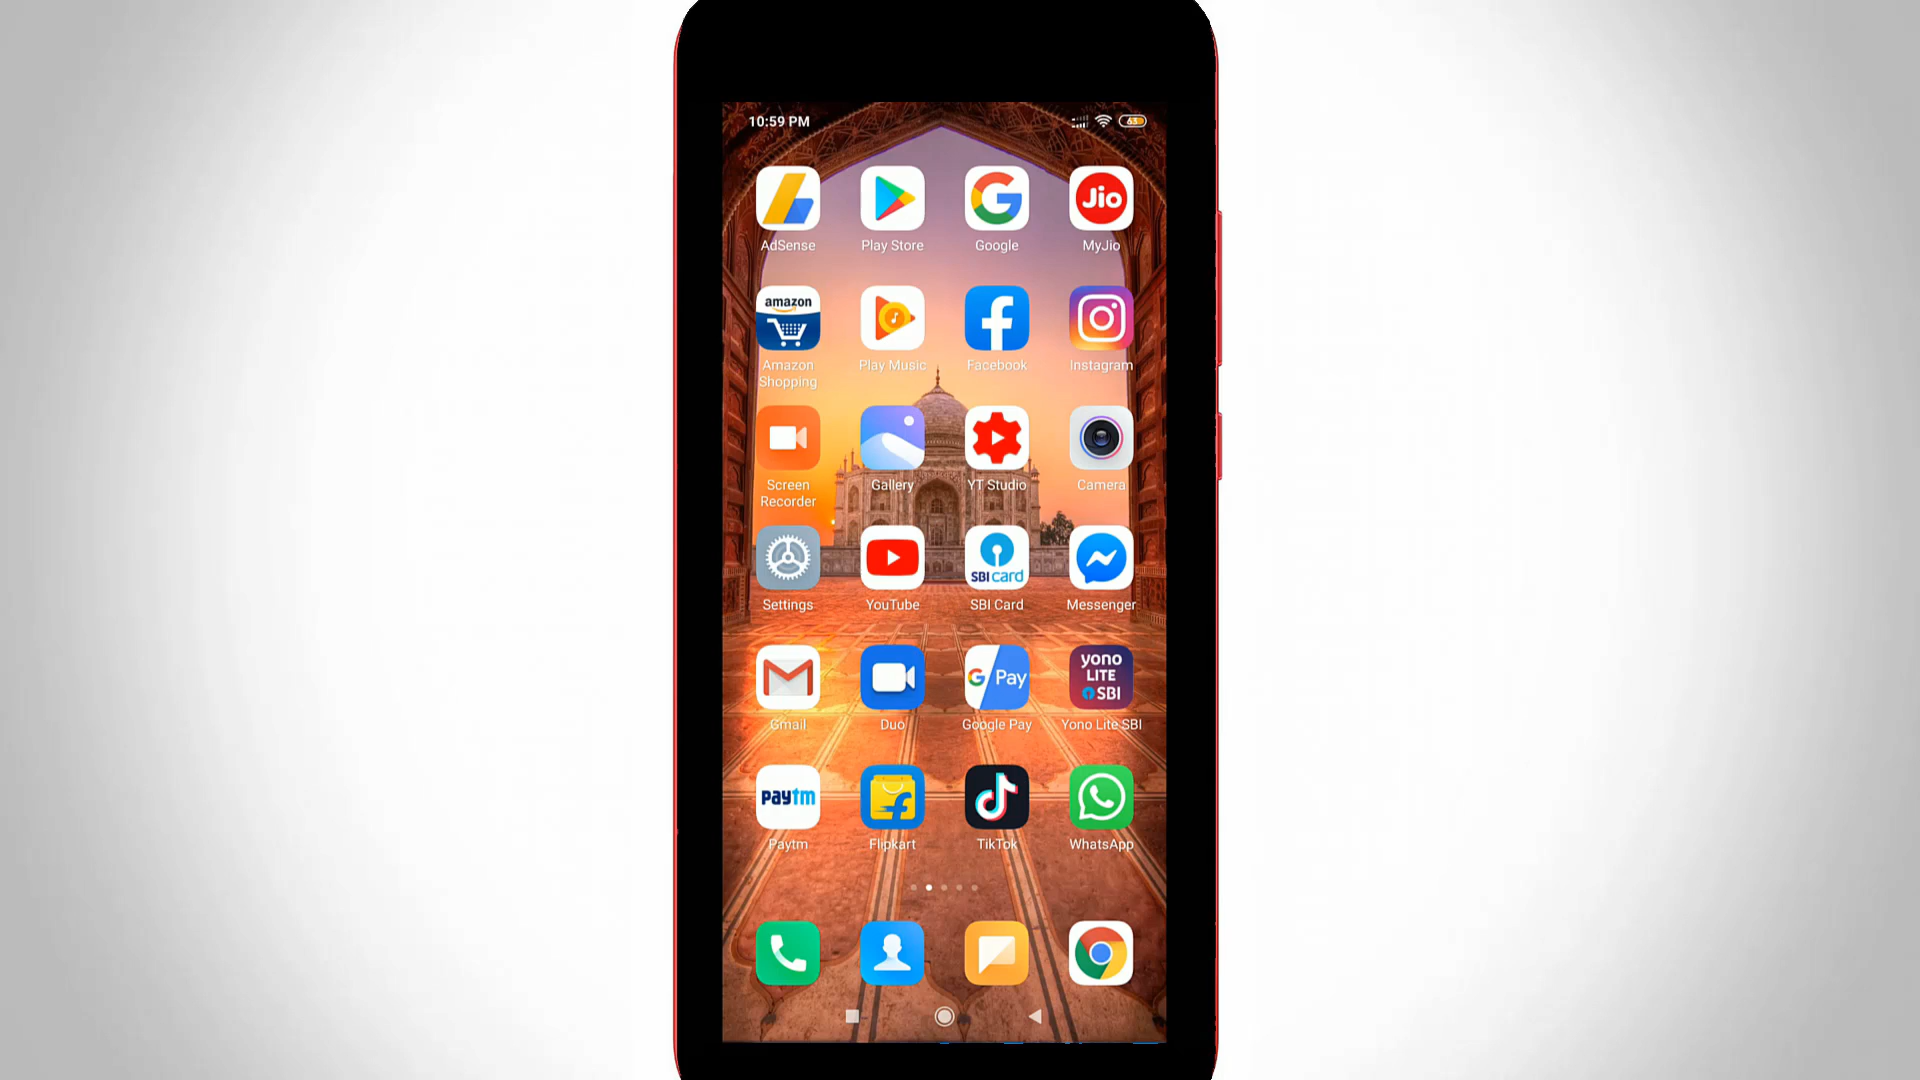 10:59 PM
63
AdSense
Play Store
Google
Jio
MyJio
amazon
Amazon
Shopping
Play Music
Facebook
Instagram
Screen
Recorder
Gallery
YT Studio
Camera
Settings
YouTube
SBI card
SBI Card
Messenger
Gmail
Duo
G Pay
Google Pay
yono
LITE
SBI
Yono Lite SBI
paytm
Paytm
Flipkart
TikTok
WhatsApp